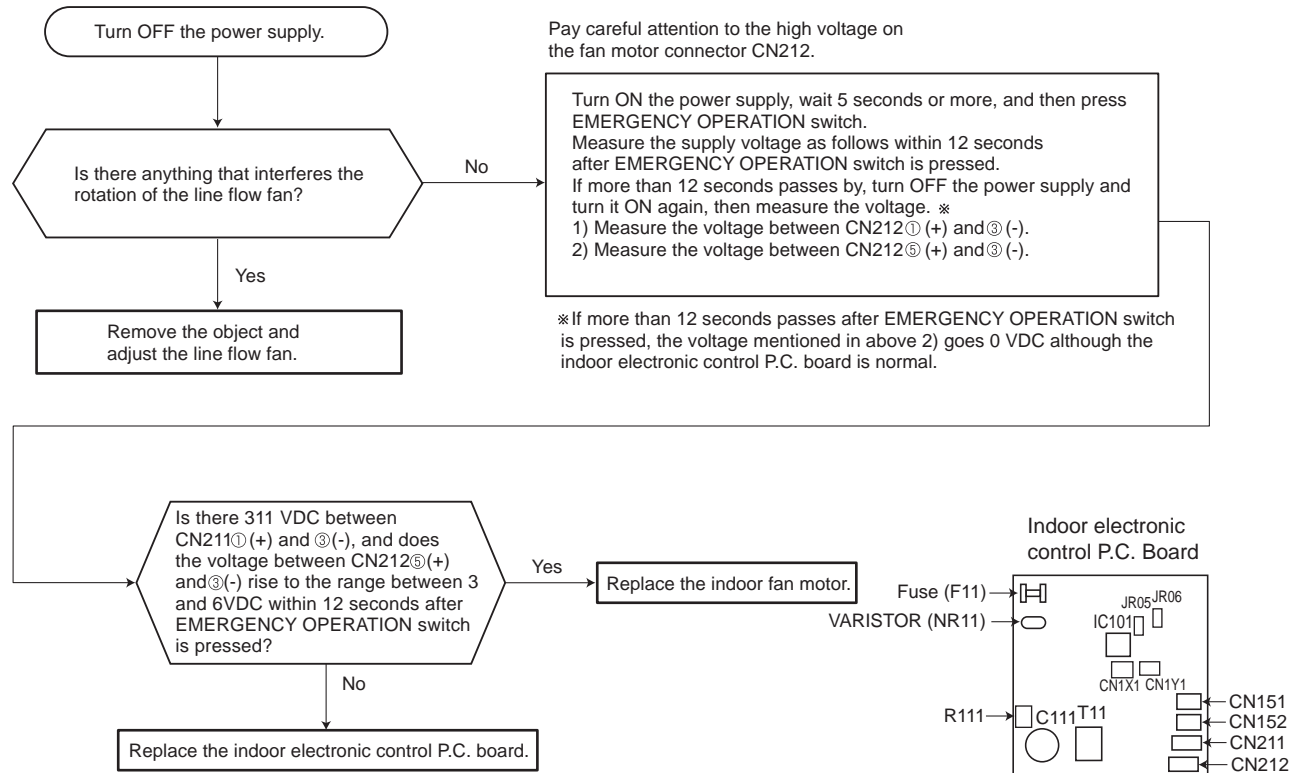 Turn OFF the power supply.
Pay careful attention to the high voltage on
the fan motor connector CN212.
Is there anything that interferes the
rotation of the line flow fan?
No
Turn ON the power supply, wait 5 seconds or more, and then press
EMERGENCY OPERATION switch.
Measure the supply voltage as follows within 12 seconds
after EMERGENCY OPERATION switch is pressed.
If more than 12 seconds passes by, turn OFF the power supply and
turn it ON again, then measure the voltage. ※
1) Measure the voltage between CN212① (+) and③ (-).
2) Measure the voltage between CN212⑤ (+) and③ (-).
Yes
Remove the object and
adjust the line flow fan.
※If more than 12 seconds passes after EMERGENCY OPERATION switch
is pressed, the voltage mentioned in above 2) goes 0 VDC although the
indoor electronic control P.C. board is normal.
Is there 311 VDC between
CN211① (+) and ③(-), and does
the voltage between CN212⑤(+)
and③(-) rise to the range between 3
and 6VDC within 12 seconds after
EMERGENCY OPERATION switch
is pressed?
Yes
Replace the indoor fan motor.
No
Replace the indoor electronic control P.C. board.
Indoor electronic
control P.C. Board
Fuse (F11)
JR05 JR06
VARISTOR (NR11)
IC101
CN1X1 CN1Y1
CN151
R111
C111 T11
CN152
CN211
CN212